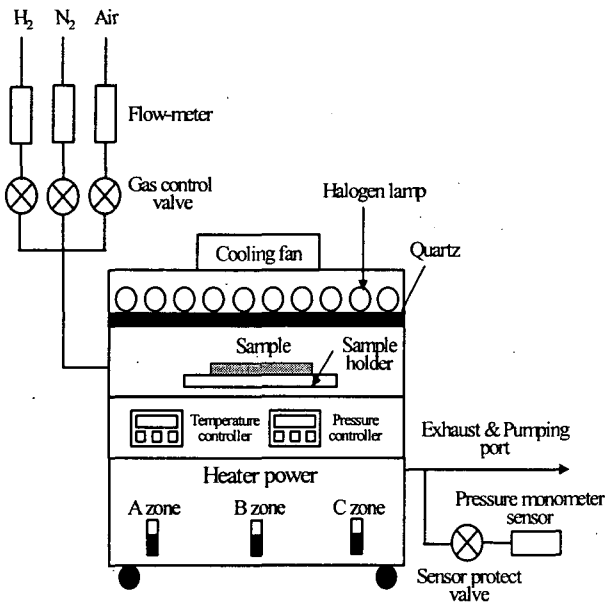 H₂ N₂ Air
Flow-meter
Gas control
valve
Halogen lamp
Cooling fan
Quartz
Sample
Sample
holder
Temperature
controller
Pressure
controller
Exhaust & Pumping
port
Heater power
A zone B zone C zone
Pressure monometer
sensor
Sensor protect
valve